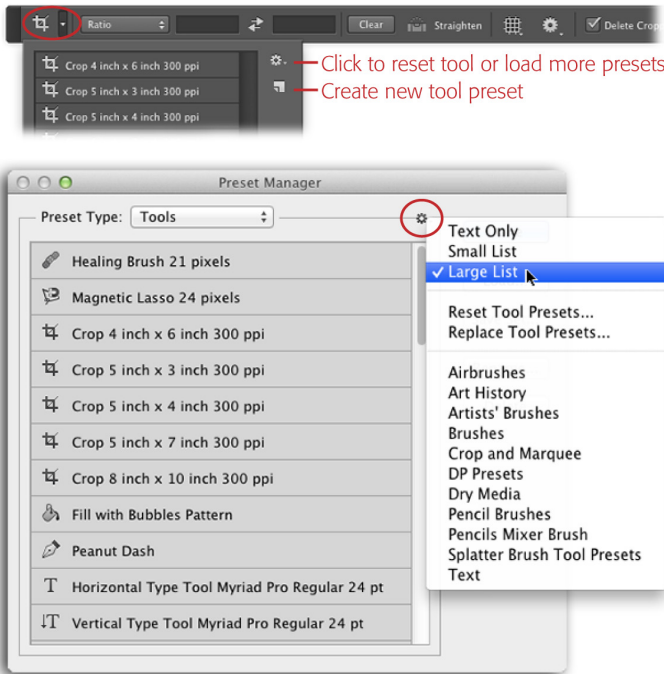 Ratio Clear Straighten Delete Crop
Crop 4 inch x 6 inch 300 ppi
Click to reset tool or load more presets
Crop 5 inch x 3 inch 300 ppi
Create new tool preset
Crop 5 inch x 4 inch 300 ppi
Preset Manager
Preset Type: Tools
Healing Brush 21 pixels
Magnetic Lasso 24 pixels
Crop 4 inch x 6 inch 300 ppi
Crop 5 inch x 3 inch 300 ppi
Crop 5 inch x 4 inch 300 ppi
Crop 5 inch x 7 inch 300 ppi
Crop 8 inch x 10 inch 300 ppi
Fill with Bubbles Pattern
Peanut Dash
T Horizontal Type Tool Myriad Pro Regular 24 pt
↓T Vertical Type Tool Myriad Pro Regular 24 pt
Text Only
Small List
✓ Large List
Reset Tool Presets...
Replace Tool Presets...
Airbrushes
Art History
Artists' Brushes
Brushes
Crop and Marquee
DP Presets
Dry Media
Pencil Brushes
Pencils Mixer Brush
Splatter Brush Tool Presets
Text